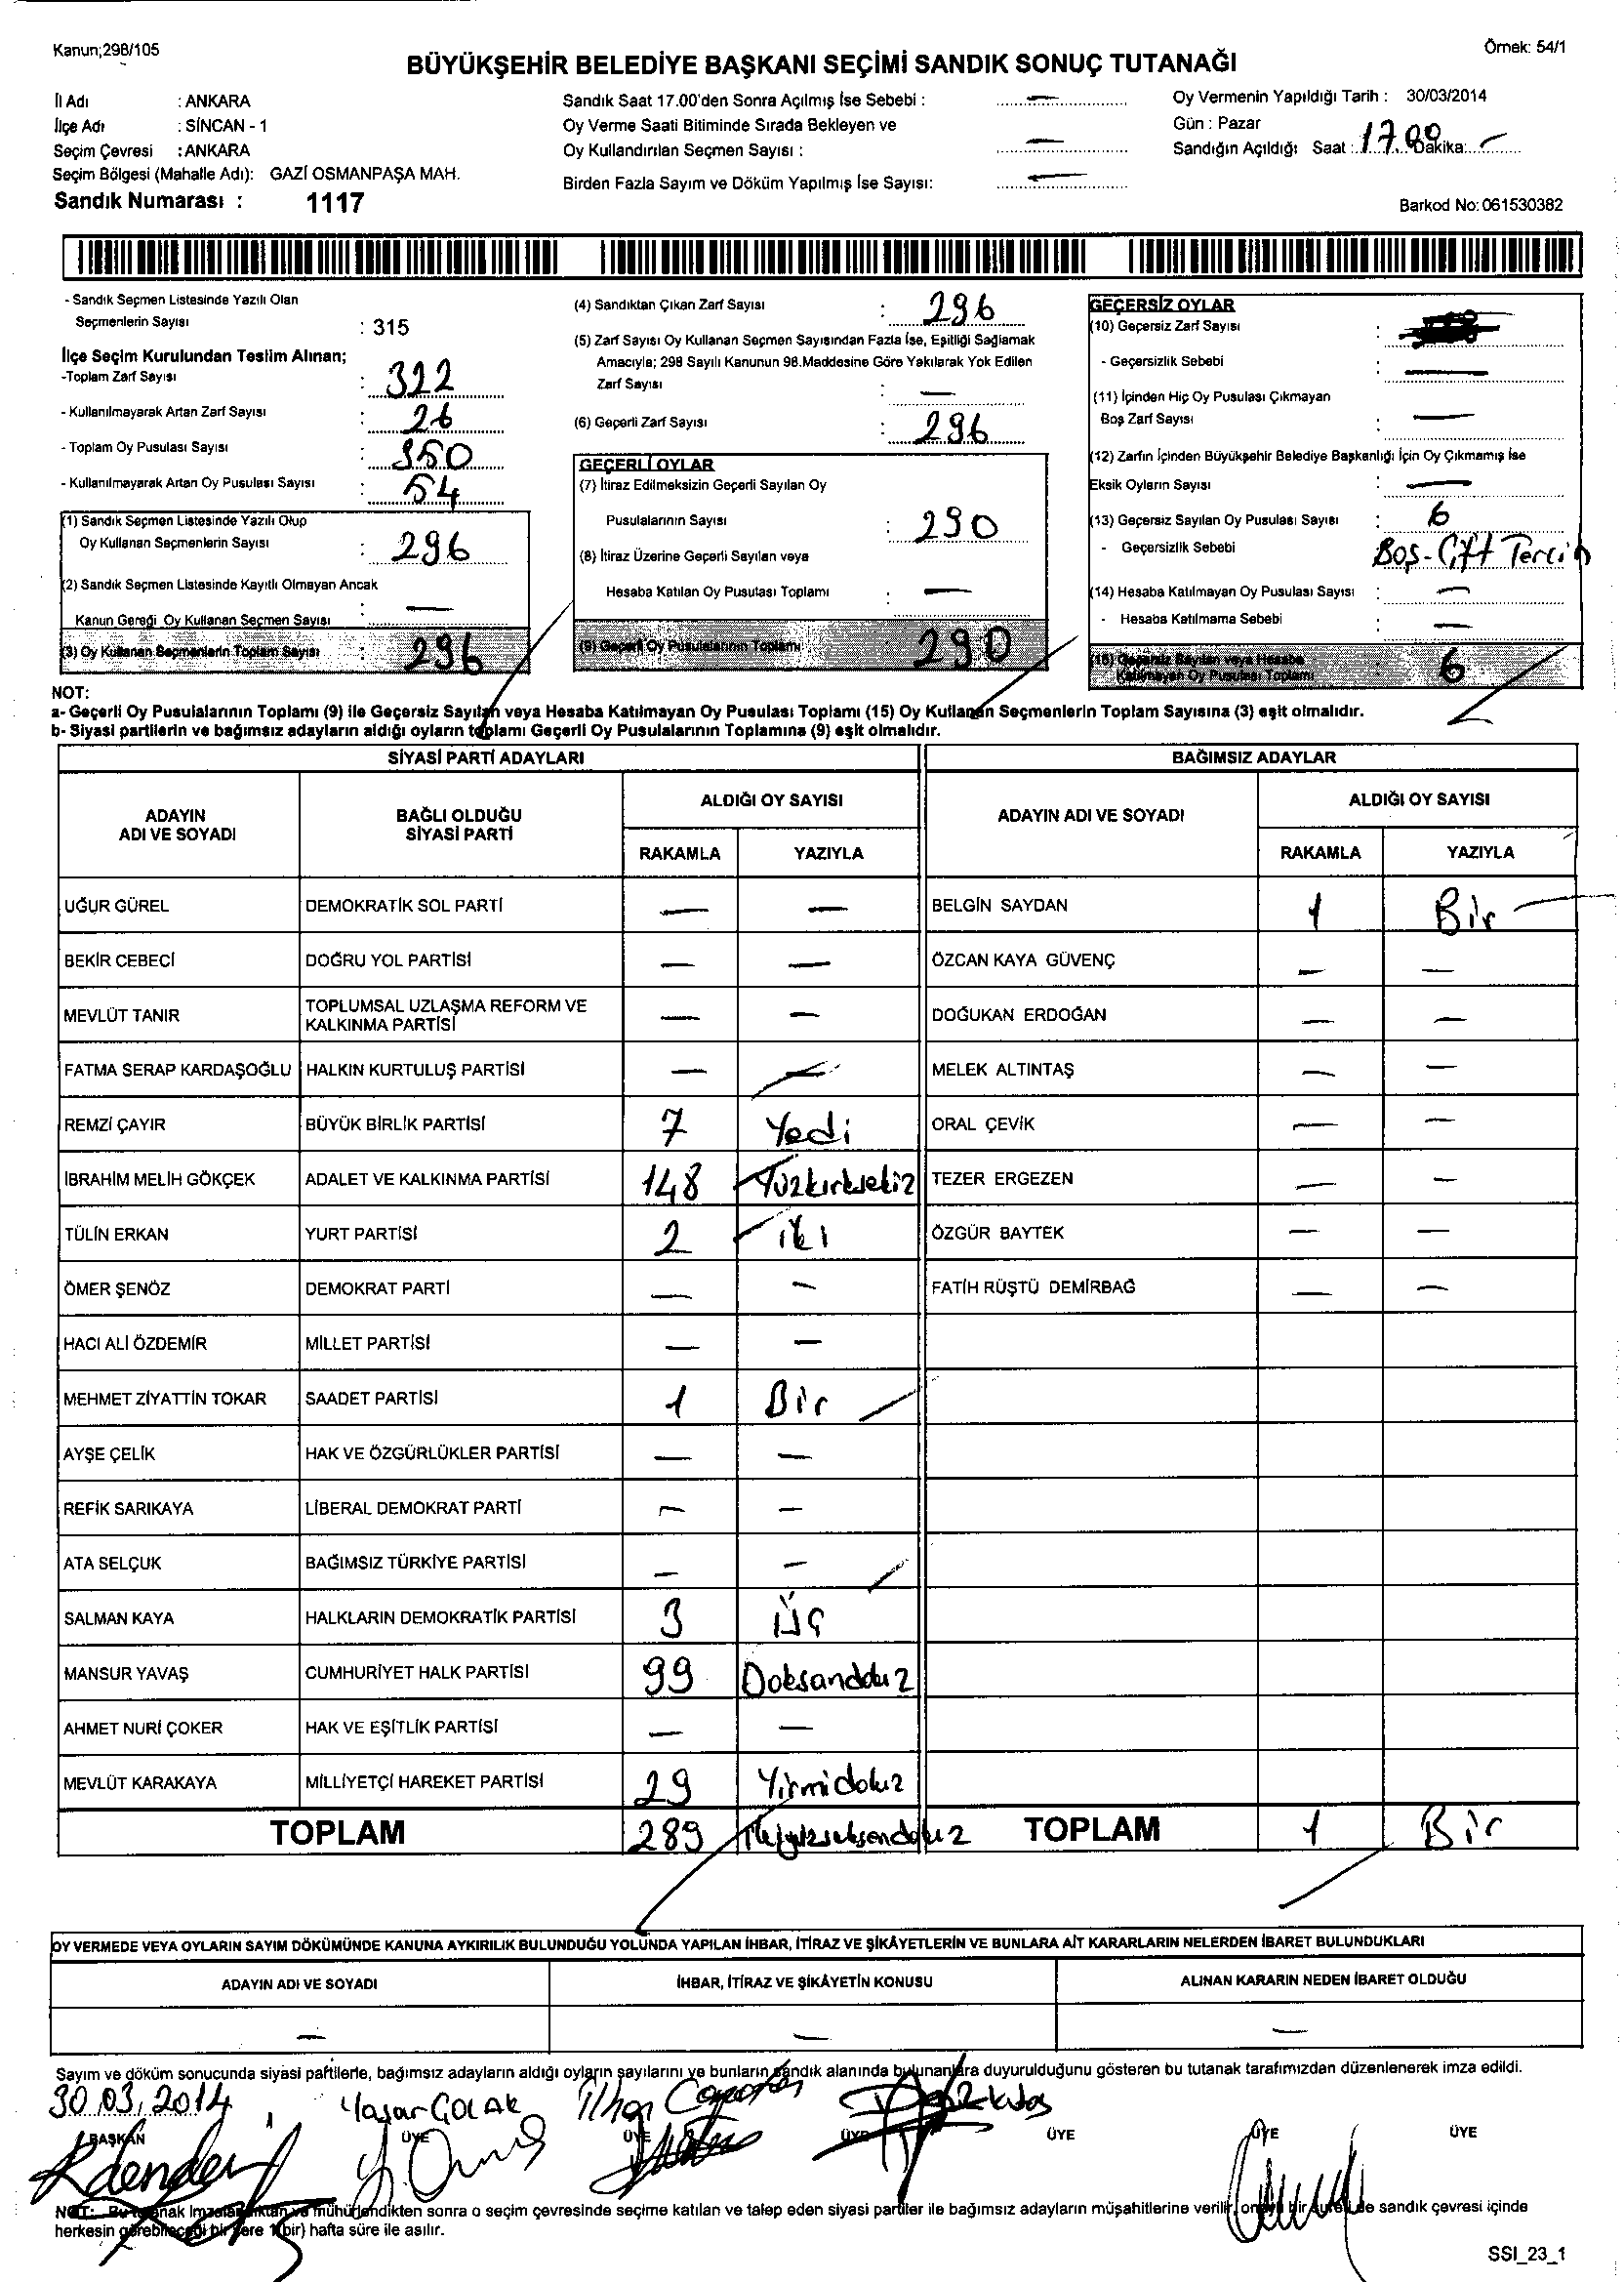 Kanun;298/105
Örnek: 54/1
BÜYÜKŞEHİR BELEDİYE BAŞKANI SEÇİMİ SANDIK SONUÇ TUTANAĞI
İl Adı : ANKARA
İlçe Adı : SİNCAN - 1
Seçim Çevresi : ANKARA
Seçim Bölgesi (Mahalle Adı): GAZİ OSMANPAŞA MAH.
Sandık Numarası : 1117
Sandık Saat 17.00'den Sonra Açılmış İse Sebebi : —
Oy Verme Saati Bitiminde Sırada Bekleyen ve
Oy Kullandırılan Seçmen Sayısı : —
Birden Fazla Sayım ve Döküm Yapılmış İse Sayısı: —
Oy Vermenin Yapıldığı Tarih : 30/03/2014
Gün : Pazar
Sandığın Açıldığı Saat : 17.00 Dakika: —
Barkod No: 061530382
- Sandık Seçmen Listesinde Yazılı Olan
Seçmenlerin Sayısı : 315
İlçe Seçim Kurulundan Teslim Alınan;
-Toplam Zarf Sayısı : 322
- Kullanılmayarak Artan Zarf Sayısı : 26
- Toplam Oy Pusulası Sayısı : 350
- Kullanılmayarak Artan Oy Pusulası Sayısı : 54
(1) Sandık Seçmen Listesinde Yazılı Olup
Oy Kullanan Seçmenlerin Sayısı : 296
(2) Sandık Seçmen Listesinde Kayıtlı Olmayan Ancak
Kanun Gereği Oy Kullanan Seçmen Sayısı : —
(3) Oy Kullanan Seçmenlerin Toplam Sayısı : 296
(4) Sandıktan Çıkan Zarf Sayısı : 296
(5) Zarf Sayısı Oy Kullanan Seçmen Sayısından Fazla İse, Eşitliği Sağlamak
Amacıyla; 298 Sayılı Kanunun 98.Maddesine Göre Yakılarak Yok Edilen
Zarf Sayısı : —
(6) Geçerli Zarf Sayısı : 296
GEÇERLİ OYLAR
(7) İtiraz Edilmeksizin Geçerli Sayılan Oy
Pusulalarının Sayısı : 290
(8) İtiraz Üzerine Geçerli Sayılan veya
Hesaba Katılan Oy Pusulası Toplamı : —
(9) Geçerli Oy Pusulalarının Toplamı 290
GEÇERSİZ OYLAR
(10) Geçersiz Zarf Sayısı :
- Geçersizlik Sebebi : —
(11) İçinden Hiç Oy Pusulası Çıkmayan
Boş Zarf Sayısı : —
(12) Zarfın İçinden Büyükşehir Belediye Başkanlığı İçin Oy Çıkmamış İse
Eksik Oyların Sayısı : —
(13) Geçersiz Sayılan Oy Pusulası Sayısı : 6
- Geçersizlik Sebebi Boş-Çift Tercih
(14) Hesaba Katılmayan Oy Pusulası Sayısı : —
- Hesaba Katılmama Sebebi : —
(15) Geçersiz Sayılan veya Hesaba
Katılmayan Oy Pusulası Toplamı : 6
NOT:
a- Geçerli Oy Pusulalarının Toplamı (9) ile Geçersiz Sayılan veya Hesaba Katılmayan Oy Pusulası Toplamı (15) Oy Kullanan Seçmenlerin Toplam Sayısına (3) eşit olmalıdır.
b- Siyasi partilerin ve bağımsız adayların aldığı oyların toplamı Geçerli Oy Pusulalarının Toplamına (9) eşit olmalıdır.
SİYASİ PARTİ ADAYLARI
ADAYIN ADI VE SOYADI BAĞLI OLDUĞU SİYASİ PARTİ ALDIĞI OY SAYISI
RAKAMLA YAZIYLA
UĞUR GÜREL DEMOKRATİK SOL PARTİ — —
BEKİR CEBECİ DOĞRU YOL PARTİSİ — —
MEVLÜT TANIR TOPLUMSAL UZLAŞMA REFORM VE KALKINMA PARTİSİ — —
FATMA SERAP KARDAŞOĞLU HALKIN KURTULUŞ PARTİSİ — —
REMZİ ÇAYIR BÜYÜK BİRLİK PARTİSİ 7 Yedi
İBRAHİM MELİH GÖKÇEK ADALET VE KALKINMA PARTİSİ 148 Yüzkırksekiz
TÜLİN ERKAN YURT PARTİSİ 2 iki
ÖMER ŞENÖZ DEMOKRAT PARTİ — —
HACI ALİ ÖZDEMİR MİLLET PARTİSİ — —
MEHMET ZİYATTİN TOKAR SAADET PARTİSİ 1 Bir
AYŞE ÇELİK HAK VE ÖZGÜRLÜKLER PARTİSİ — —
REFİK SARIKAYA LİBERAL DEMOKRAT PARTİ — —
ATA SELÇUK BAĞIMSIZ TÜRKİYE PARTİSİ — —
SALMAN KAYA HALKLARIN DEMOKRATİK PARTİSİ 3 Üç
MANSUR YAVAŞ CUMHURİYET HALK PARTİSİ 99 Doksandokuz
AHMET NURİ ÇOKER HAK VE EŞİTLİK PARTİSİ — —
MEVLÜT KARAKAYA MİLLİYETÇİ HAREKET PARTİSİ 29 Yirmidokuz
TOPLAM 289 İkiyüzseksendokuz
BAĞIMSIZ ADAYLAR
ADAYIN ADI VE SOYADI ALDIĞI OY SAYISI
RAKAMLA YAZIYLA
BELGİN SAYDAN 1 Bir
ÖZCAN KAYA GÜVENÇ — —
DOĞUKAN ERDOĞAN — —
MELEK ALTINTAŞ — —
ORAL ÇEVİK — —
TEZER ERGEZEN — —
ÖZGÜR BAYTEK — —
FATİH RÜŞTÜ DEMİRBAĞ — —
TOPLAM 1 Bir
OY VERMEDE VEYA OYLARIN SAYIM DÖKÜMÜNDE KANUNA AYKIRILIK BULUNDUĞU YOLUNDA YAPILAN İHBAR, İTİRAZ VE ŞİKÂYETLERİN VE BUNLARA AİT KARARLARIN NELERDEN İBARET BULUNDUKLARI
ADAYIN ADI VE SOYADI İHBAR, İTİRAZ VE ŞİKÂYETİN KONUSU ALINAN KARARIN NEDEN İBARET OLDUĞU
— — —
Sayım ve döküm sonucunda siyasi partilerle, bağımsız adayların aldığı oyların sayılarını ve bunların sandık alanında bulunanlara duyurulduğunu gösteren bu tutanak tarafımızdan düzenlenerek imza edildi.
30.03.2014 Yaşar ÇOLAK İlhan
BAŞKAN ÜYE ÜYE ÜYE ÜYE ÜYE ÜYE
NOT: Bu tutanak imzalandıktan ve mühürlendikten sonra o seçim çevresinde seçime katılan ve talep eden siyasi partiler ile bağımsız adayların müşahitlerine verilir, onaylı bir sureti de sandık çevresi içinde
herkesin görebileceği bir yere 1(bir) hafta süre ile asılır.
SSI_23_1